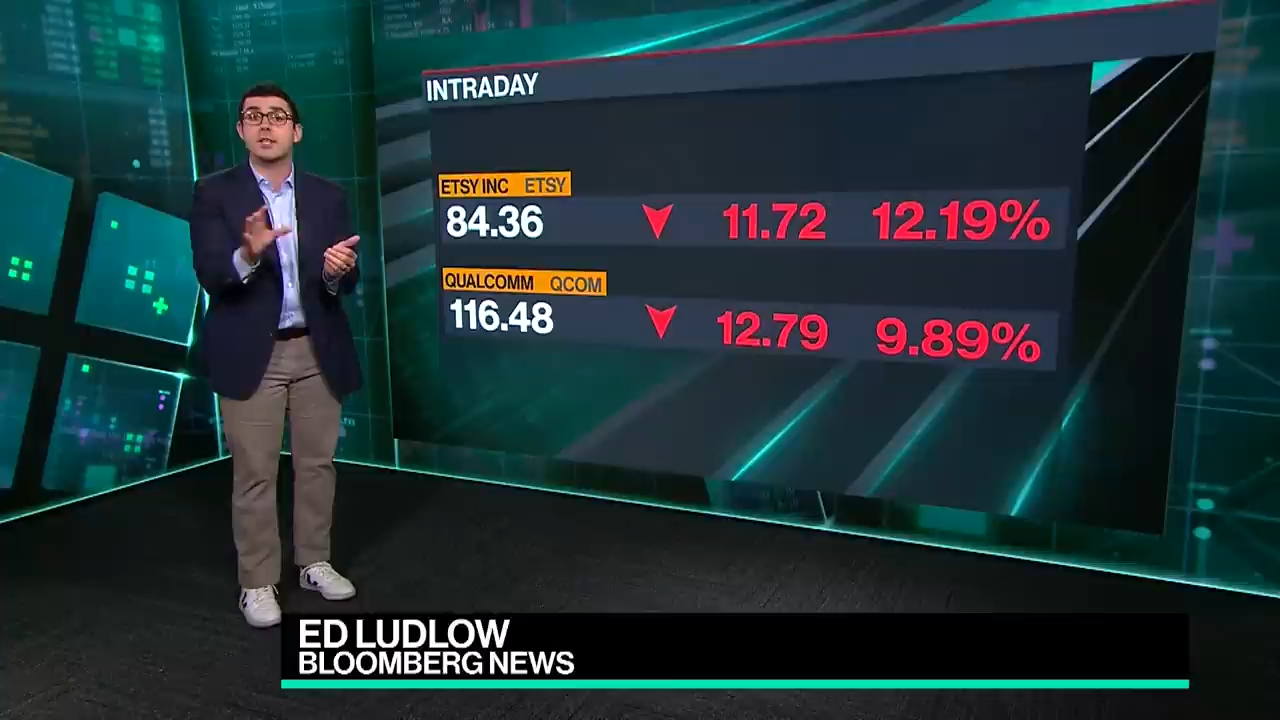 INTRADAY
ETSY INC ETSY
84.36 11.72 12.19%
QUALCOMM QCOM
116.48 12.79 9.89%
ED LUDLOW
BLOOMBERG NEWS